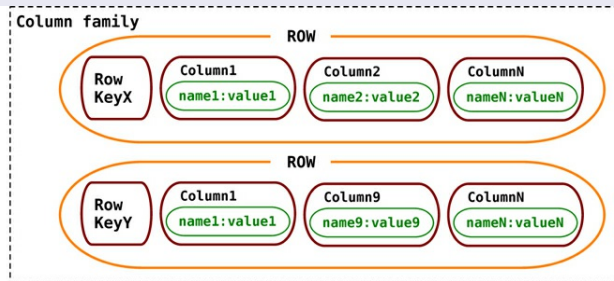 Column family
ROW
Row KeyX
Column1
name1:value1
Column2
name2:value2
ColumnN
nameN:valueN
ROW
Row KeyY
Column1
name1:value1
Column9
name9:value9
ColumnN
nameN:valueN